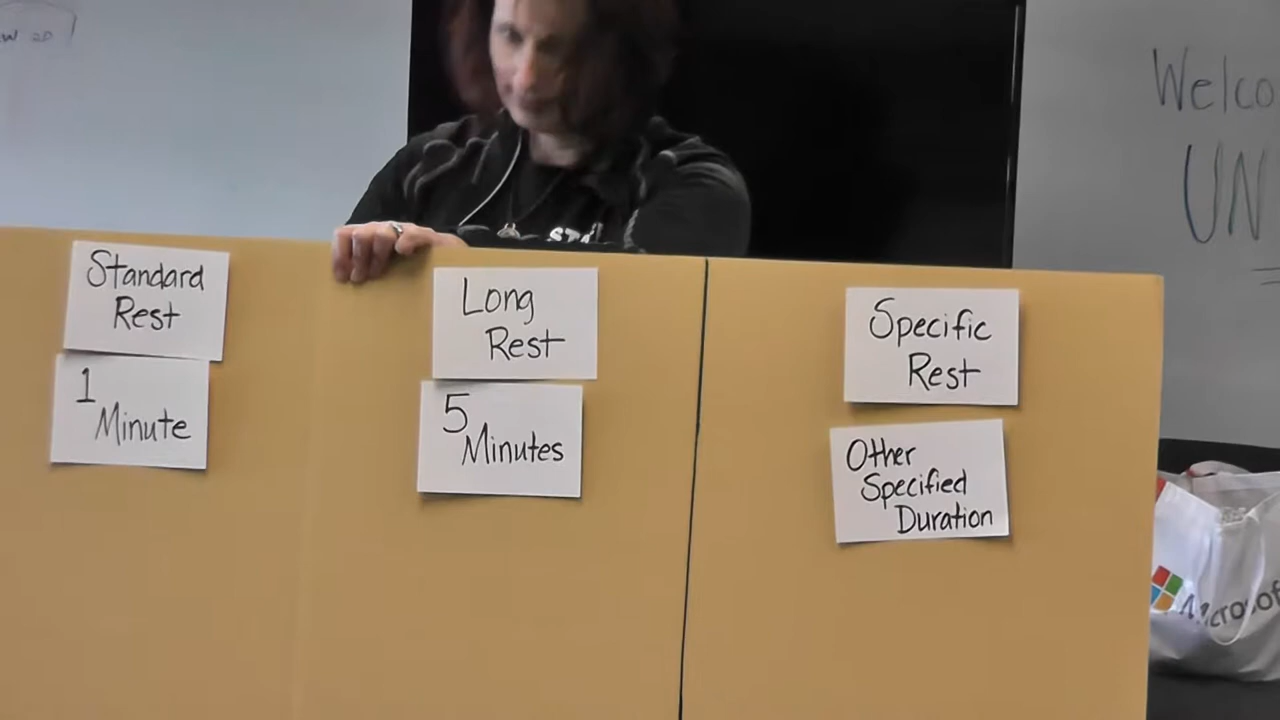 Standard
Rest
1
Minute
Long
Rest
5
Minutes
Specific
Rest
Other
Specified
Duration
Welco
UN
Microsof